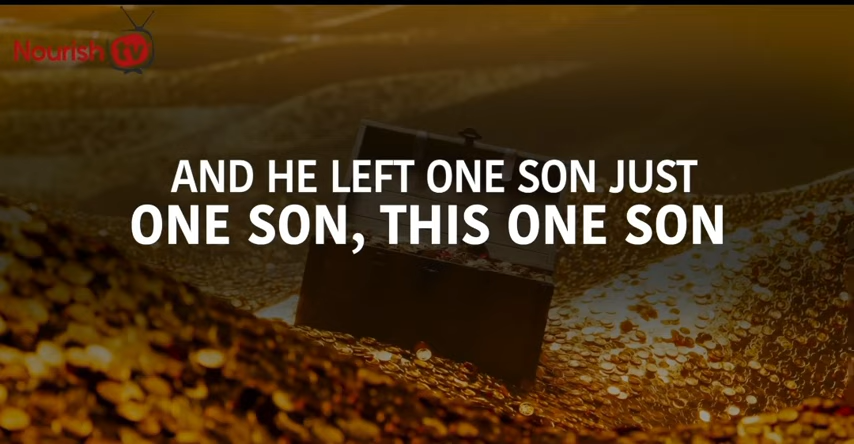 Nourish tv
AND HE LEFT ONE SON JUST
ONE SON, THIS ONE SON